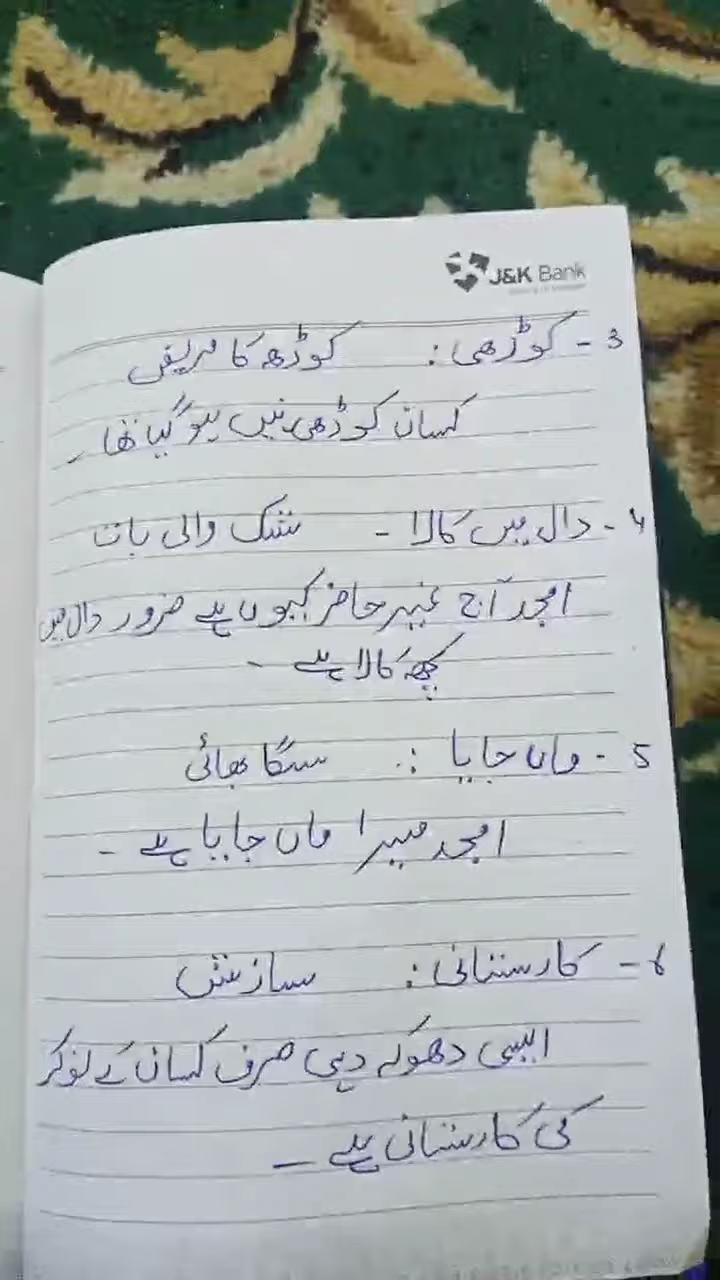 J&K Bank
3 - کوڑھی : کوڑھ کا مریض
کسان کوڑھی نہیں ہو گیا تھا ۔
4 - دال میں کالا - شک والی بات
امجد آج غیر حاضر کیوں ہے ضرور دال میں
کچھ کالا ہے -
5 - ماں جایا : سگا بھائی
امجد میرا ماں جایا ہے -
6 - کارستانی : سازش
ایسی دھوکہ دہی صرف کسان کے نوکر
کی کارستانی ہے -